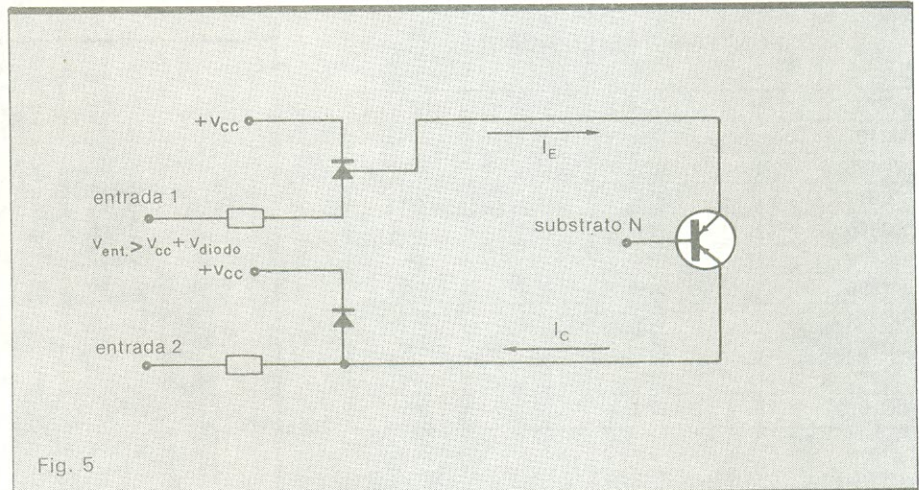 +VCC
IE
entrada 1
substrato N
Vent. > VCC + Vdiodo
+VCC
IC
entrada 2
Fig. 5